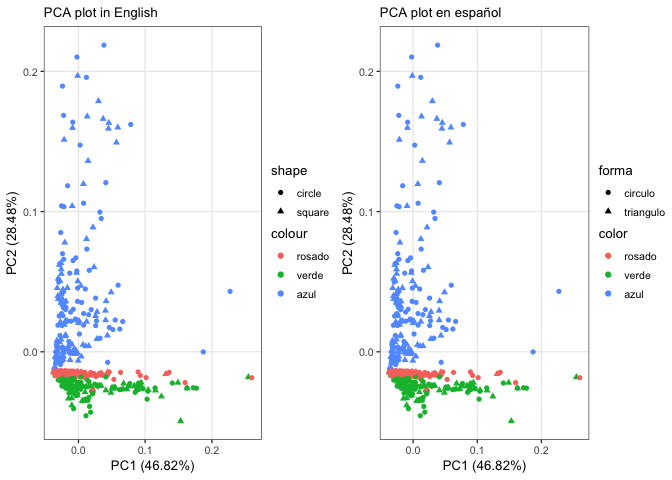 PCA plot in English
PC2 (28.48%)
0.2
0.1
0.0
0.0
0.1
0.2
PC1 (46.82%)
shape
circle
square
colour
rosado
verde
azul
PCA plot en español
PC2 (28.48%)
0.2
0.1
0.0
0.0
0.1
0.2
PC1 (46.82%)
forma
circulo
triangulo
color
rosado
verde
azul